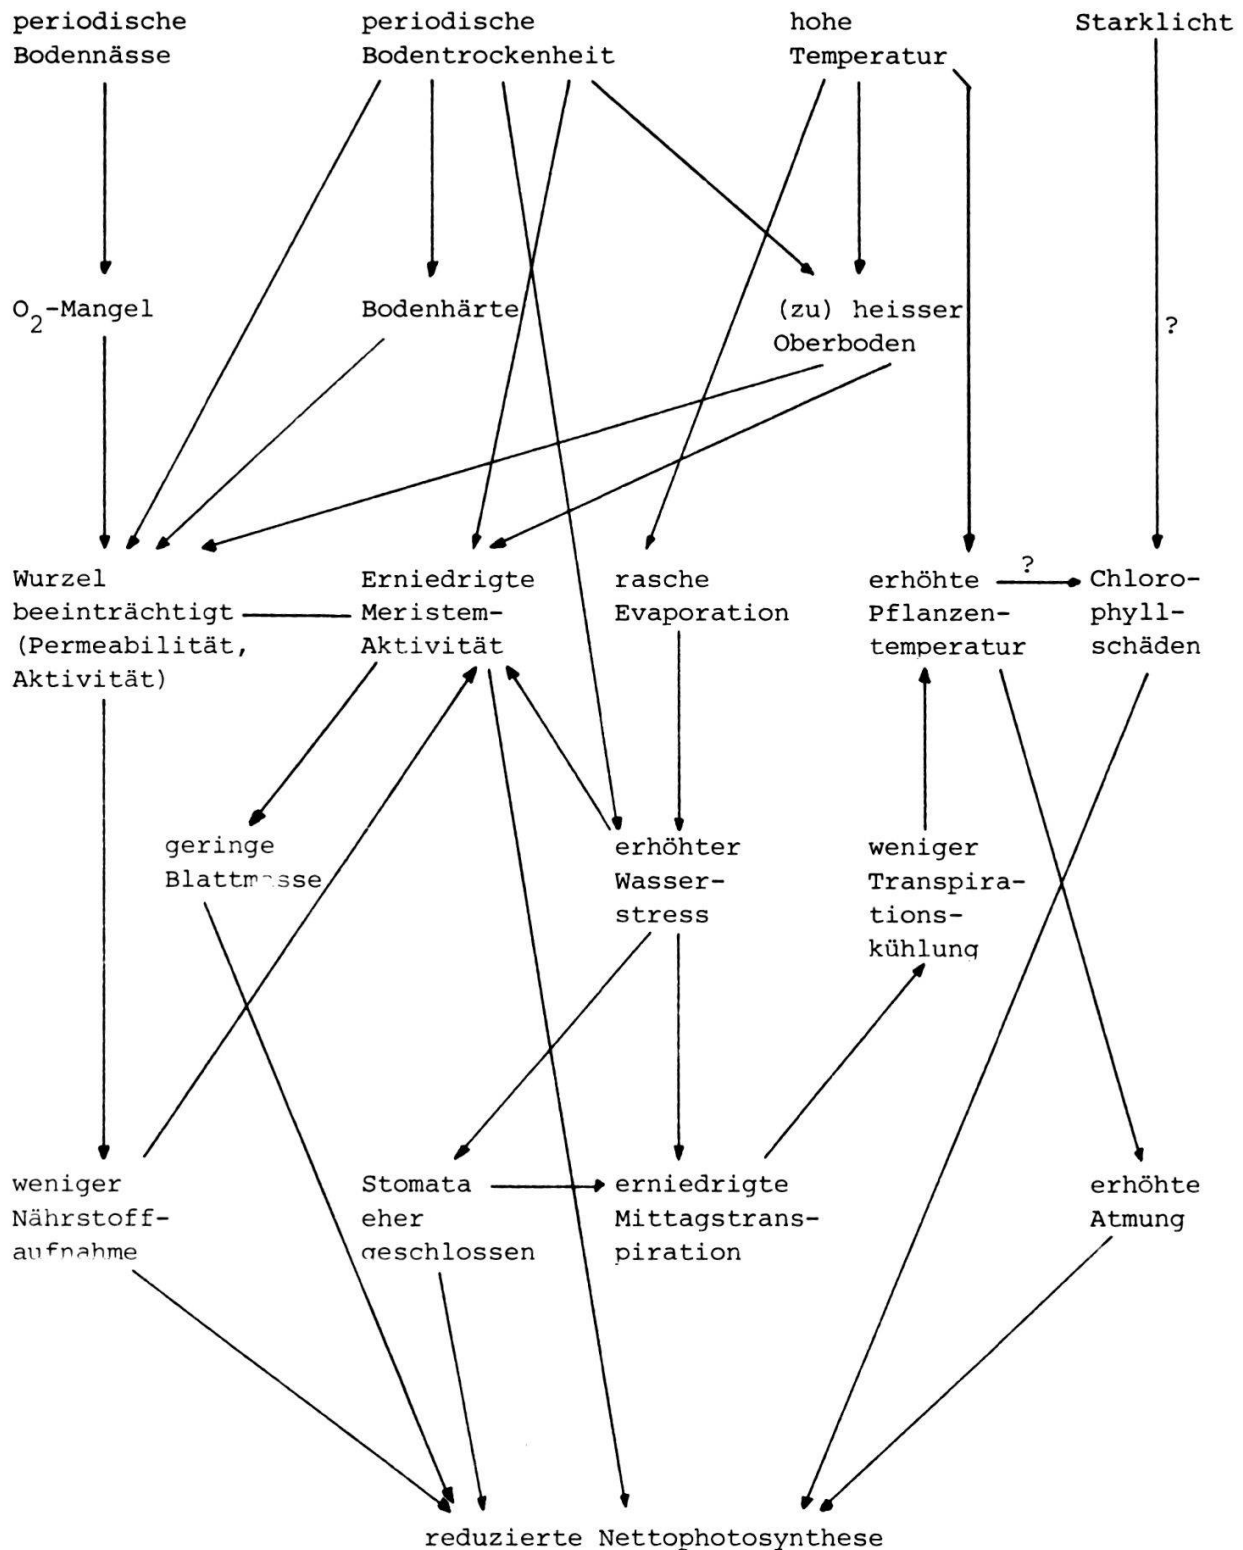 periodische
Bodennässe
periodische
Bodentrockenheit
hohe
Temperatur
Starklicht
O2-Mangel
Bodenhärte
(zu) heisser
Oberboden
?
Wurzel
beeinträchtigt
(Permeabilität,
Aktivität)
Erniedrigte
Meristem-
Aktivität
rasche
Evaporation
erhöhte
Pflanzen-
temperatur
?
Chloro-
phyll-
schäden
geringe
Blattmasse
erhöhter
Wasser-
stress
weniger
Transpira-
tions-
kühlung
weniger
Nährstoff-
aufnahme
Stomata
eher
geschlossen
erniedrigte
Mittagstrans-
piration
erhöhte
Atmung
reduzierte Nettophotosynthese